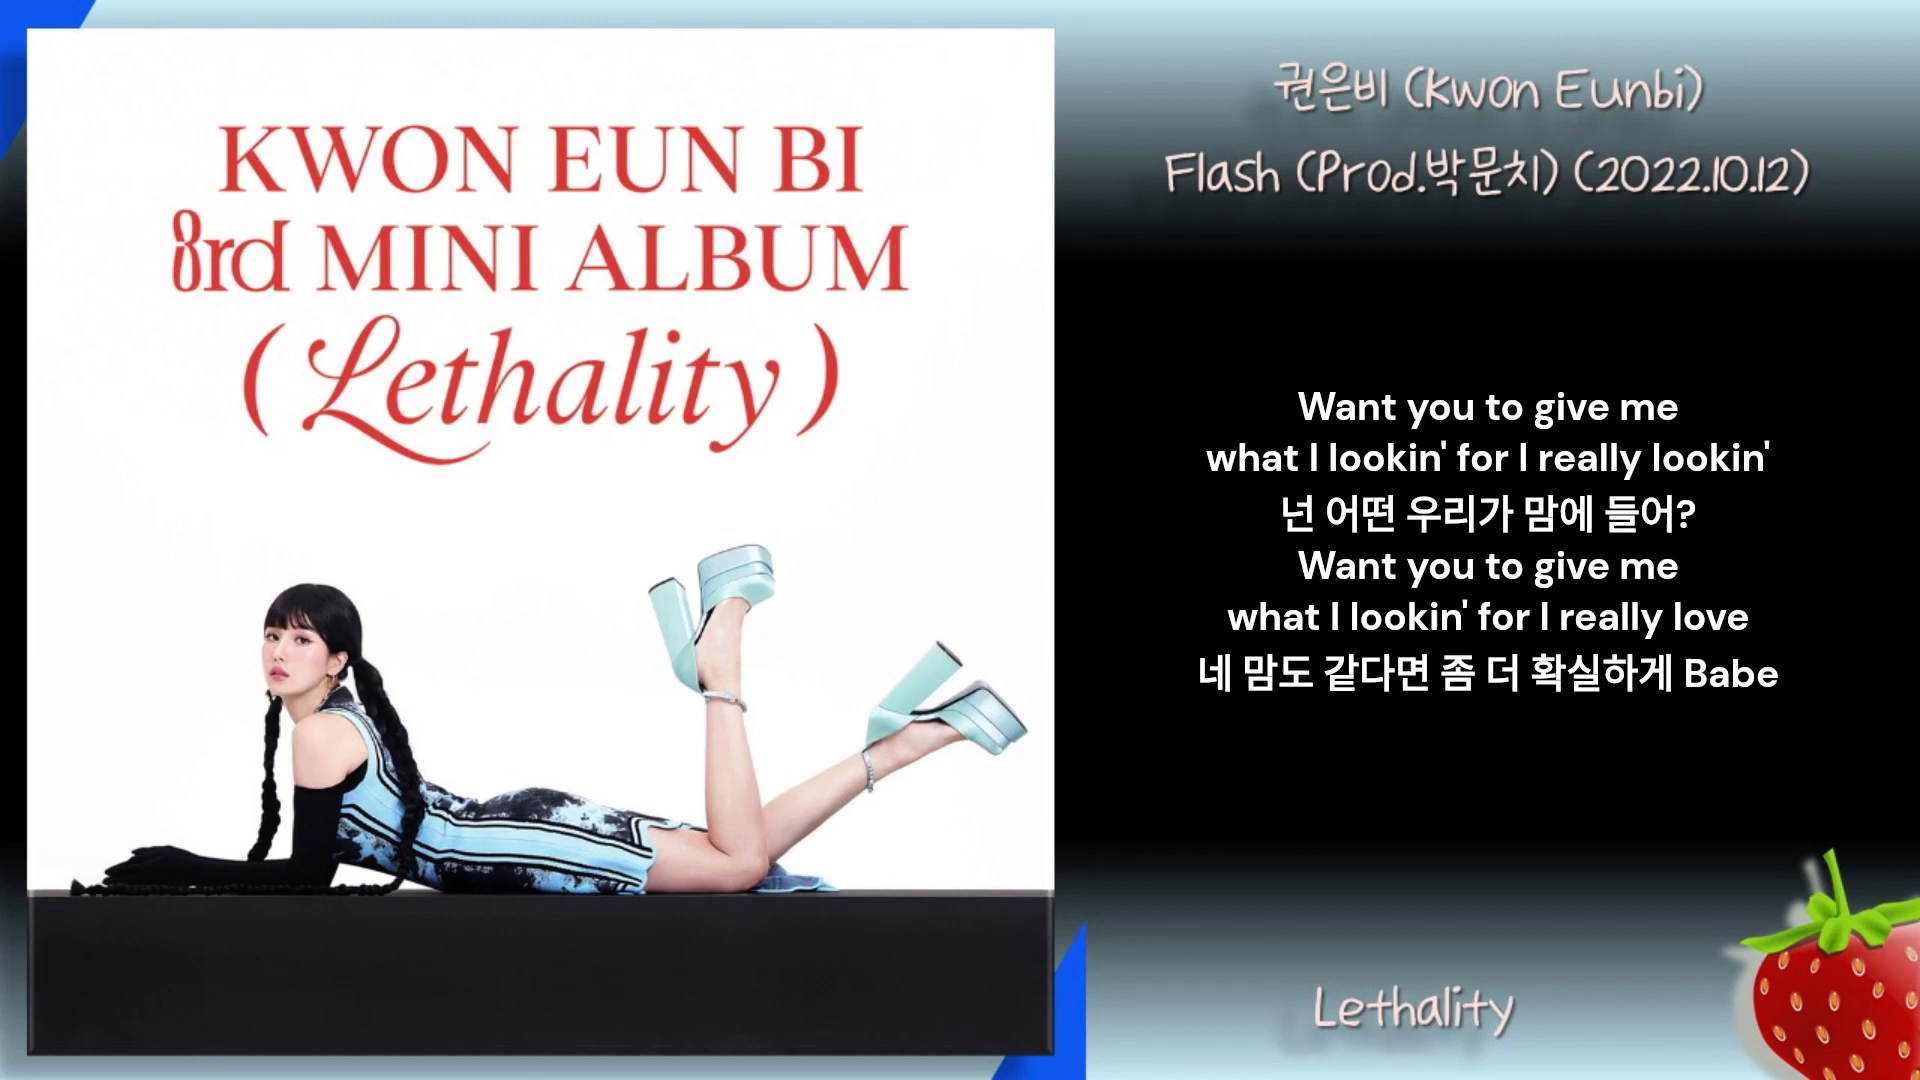 KWON EUN BI
3rd MINI ALBUM
(Lethality)
권은비 (Kwon Eunbi)
Flash (Prod.박문치) (2022.10.12)
Want you to give me
what I lookin' for I really lookin'
넌 어떤 우리가 맘에 들어?
Want you to give me
what I lookin' for I really love
네 맘도 같다면 좀 더 확실하게 Babe
Lethality